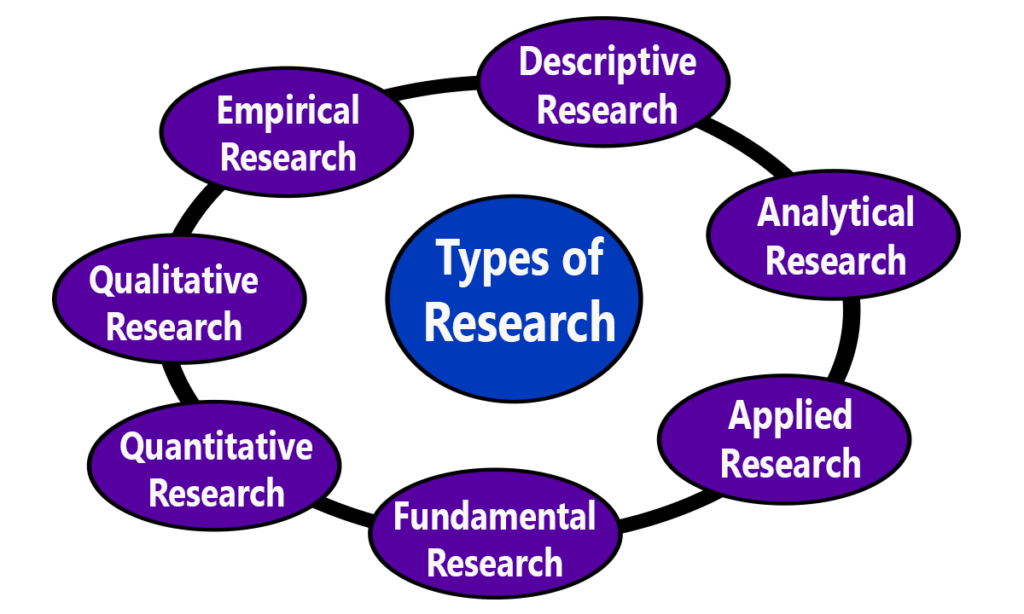 Types of
Research
Descriptive
Research
Analytical
Research
Applied
Research
Fundamental
Research
Quantitative
Research
Qualitative
Research
Empirical
Research